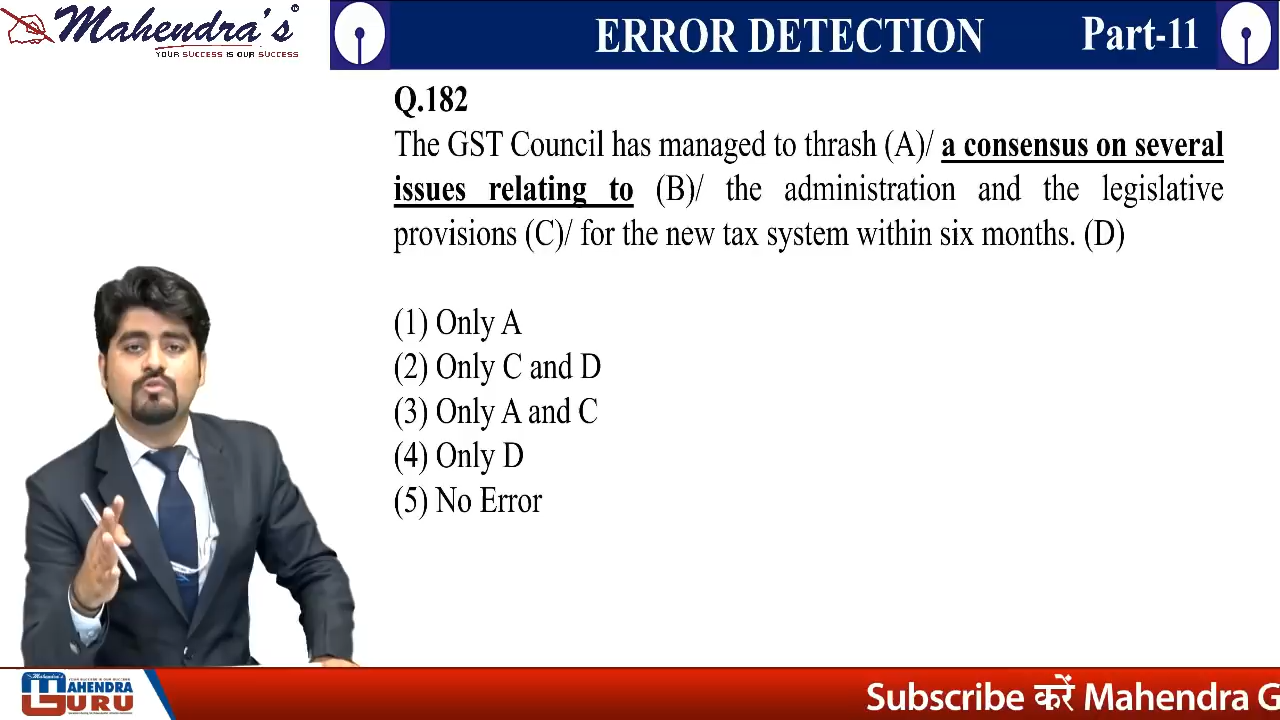 Mahendra's
YOUR SUCCESS IS OUR SUCCESS
ERROR DETECTION
Part-11
Q.182
The GST Council has managed to thrash (A)/ a consensus on several
issues relating to (B)/ the administration and the legislative
provisions (C)/ for the new tax system within six months. (D)
(1) Only A
(2) Only C and D
(3) Only A and C
(4) Only D
(5) No Error
Mahendra's
MAHENDRA
GURU
Subscribe करें Mahendra G